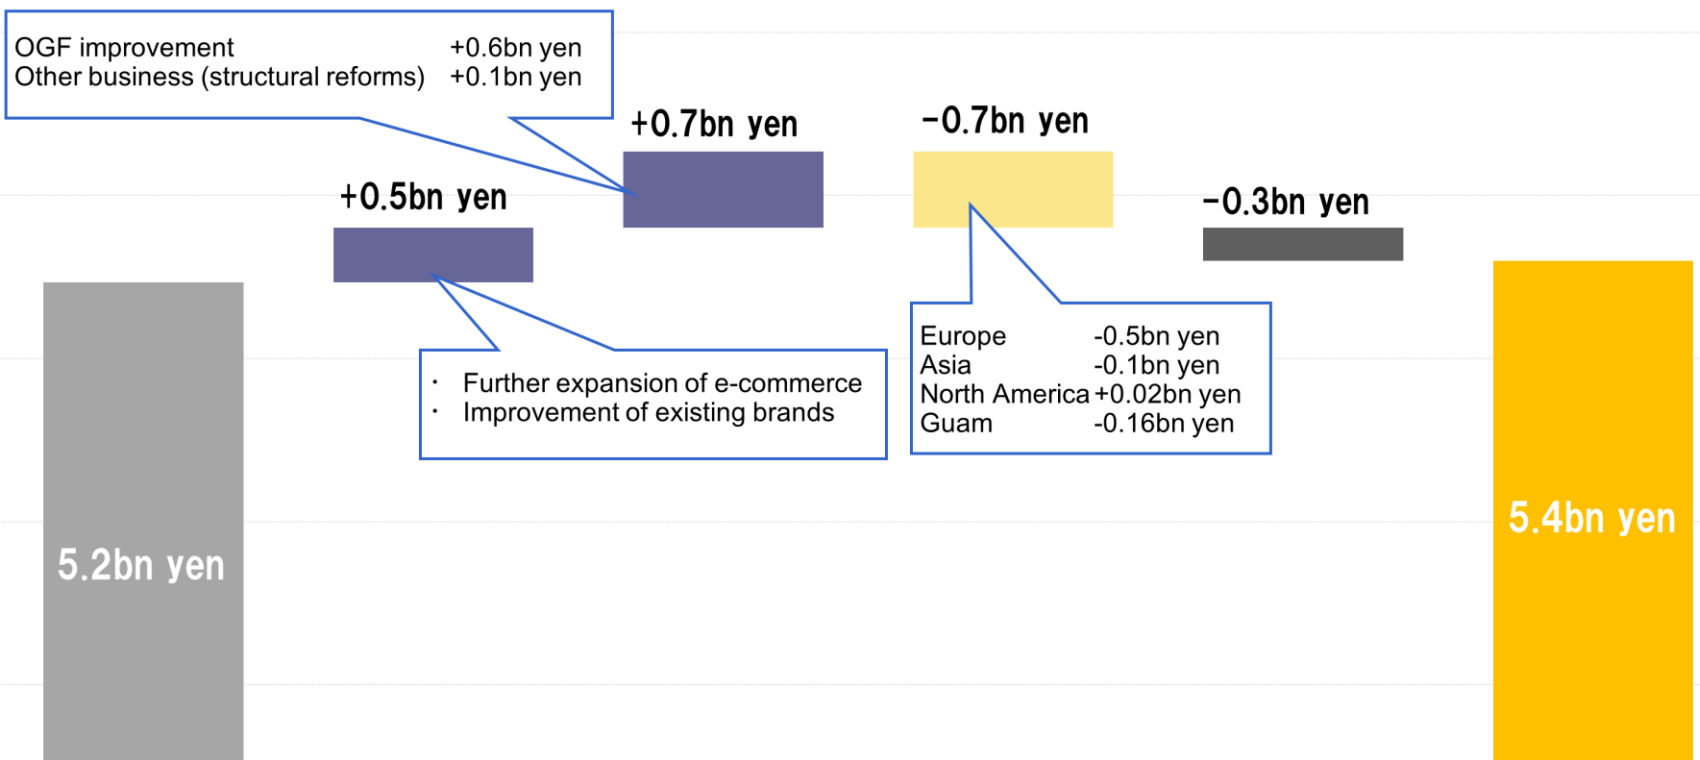 OGF improvement +0.6bn yen
Other business (structural reforms) +0.1bn yen
+0.7bn yen
-0.7bn yen
+0.5bn yen
-0.3bn yen
Europe -0.5bn yen
Asia -0.1bn yen
North America +0.02bn yen
Guam -0.16bn yen
・ Further expansion of e-commerce
・ Improvement of existing brands
5.2bn yen
5.4bn yen